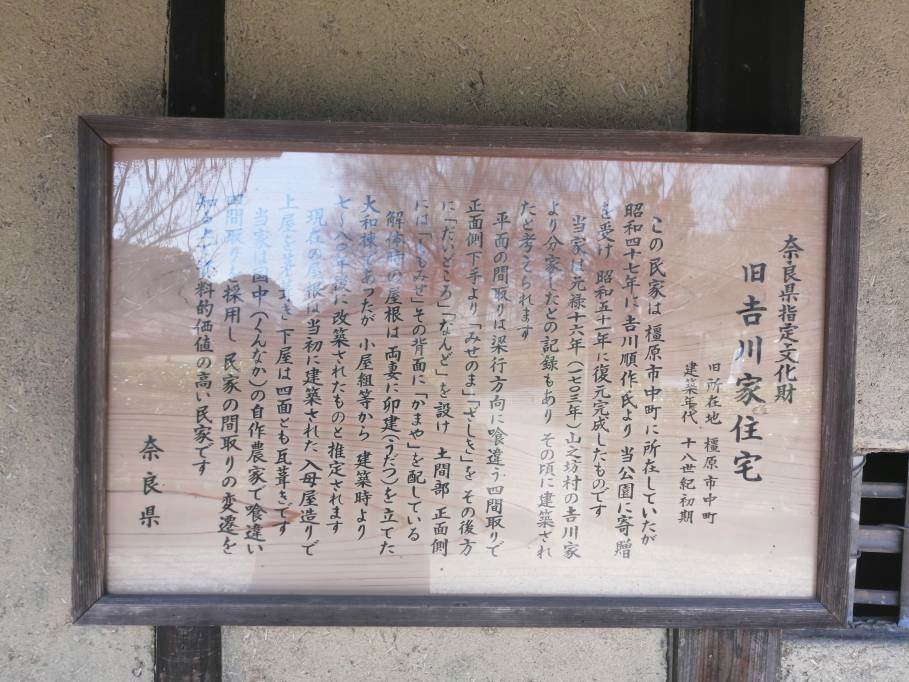 奈良県指定文化財
旧吉川家住宅
旧所在地 橿原市中町
建築年代 十八世紀初期
この民家は橿原市中町に所在していたが
昭和四十七年に吉川順作氏より当公園に寄贈
を受け 昭和五十一年に復元完成したものです
当家は元禄十六年(一七〇三年)山之坊村の吉川家
より分家したとの記録もあり その頃に建築され
たと考えられます
平面の間取りは梁行方向に喰違う四間取りで
正面側下手より「みせのま」「ざしき」を その後方
に「だいどころ」「なんど」を設け 土間部 正面側
には「しもみせ」その背面に「かまや」を配している
解体時の屋根は 両妻に卯建(うだつ)を立てた
大和棟であったが 小屋組等から 建築時より
七〜八〇年後に改築されたものと推定されます
現在の屋根は当初に建築された入母屋造りで
上屋を茅葺き 下屋は四面とも瓦葺きです
当家は国中(くんなか)の自作農家で喰違い
四間取りを採用し 民家の間取りの変遷を
知る上で資料的価値の高い民家です
奈良県